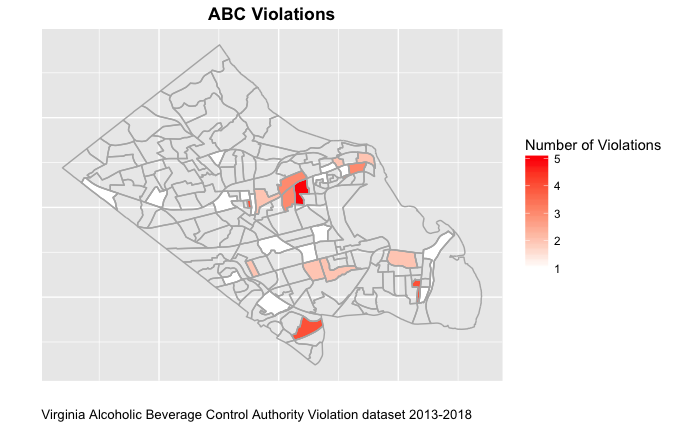 ABC Violations
Number of Violations
5
4
3
2
1
Virginia Alcoholic Beverage Control Authority Violation dataset 2013-2018